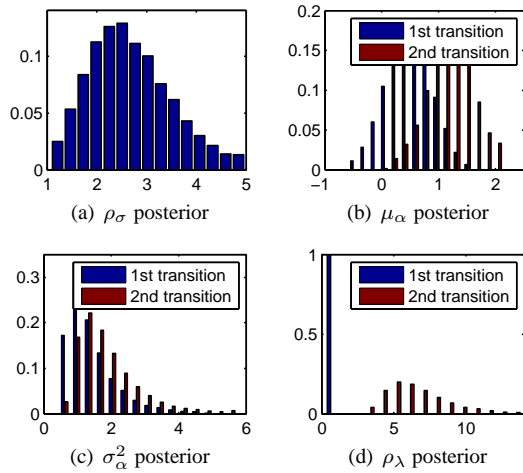 0.1
0.05
0
1 2 3 4 5
(a) ρσ posterior
0.2
0.15
0.1
0.05
0
−1 0 1 2
1st transition
2nd transition
(b) μα posterior
0.3
0.2
0.1
0
0 2 4 6
1st transition
2nd transition
(c) σ²α posterior
1
0.5
0
0 5 10
1st transition
2nd transition
(d) ρλ posterior